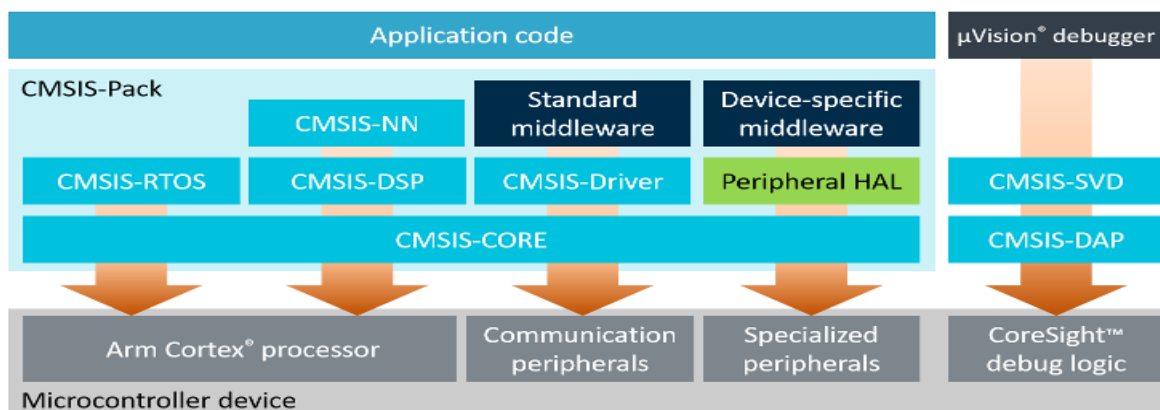 Application code
µVision® debugger
CMSIS-Pack
CMSIS-NN
Standard
middleware
Device-specific
middleware
CMSIS-RTOS
CMSIS-DSP
CMSIS-Driver
Peripheral HAL
CMSIS-SVD
CMSIS-CORE
CMSIS-DAP
Arm Cortex® processor
Communication
peripherals
Specialized
peripherals
CoreSight™
debug logic
Microcontroller device